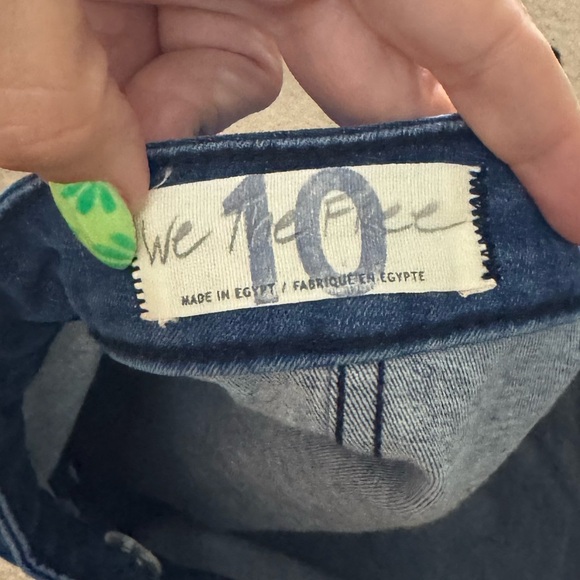 We The Free
10
MADE IN EGYPT / FABRIQUE EN EGYPTE